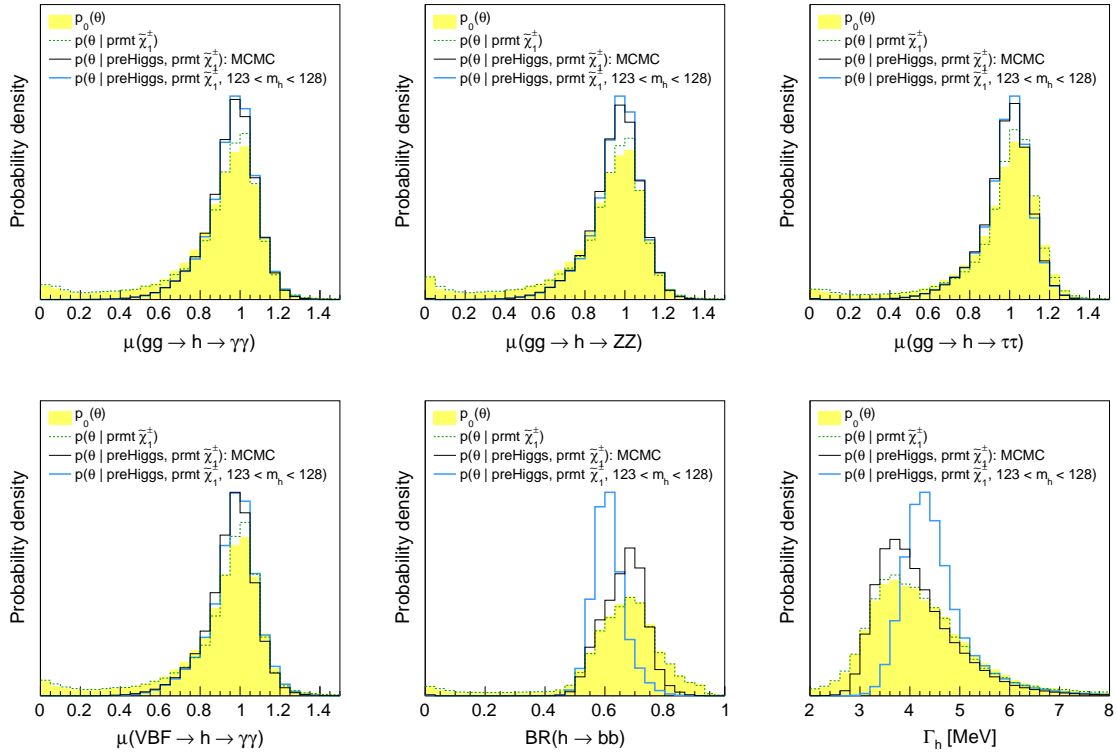 p₀(θ)
p(θ | prmt χ̃₁±)
p(θ | preHiggs, prmt χ̃₁±): MCMC
p(θ | preHiggs, prmt χ̃₁±, 123 < m_h < 128)
Probability density
0 0.2 0.4 0.6 0.8 1 1.2 1.4
μ(gg → h → γγ)
p₀(θ)
p(θ | prmt χ̃₁±)
p(θ | preHiggs, prmt χ̃₁±): MCMC
p(θ | preHiggs, prmt χ̃₁±, 123 < m_h < 128)
Probability density
0 0.2 0.4 0.6 0.8 1 1.2 1.4
μ(gg → h → ZZ)
p₀(θ)
p(θ | prmt χ̃₁±)
p(θ | preHiggs, prmt χ̃₁±): MCMC
p(θ | preHiggs, prmt χ̃₁±, 123 < m_h < 128)
Probability density
0 0.2 0.4 0.6 0.8 1 1.2 1.4
μ(gg → h → ττ)
p₀(θ)
p(θ | prmt χ̃₁±)
p(θ | preHiggs, prmt χ̃₁±): MCMC
p(θ | preHiggs, prmt χ̃₁±, 123 < m_h < 128)
Probability density
0 0.2 0.4 0.6 0.8 1 1.2 1.4
μ(VBF → h → γγ)
p₀(θ)
p(θ | prmt χ̃₁±)
p(θ | preHiggs, prmt χ̃₁±): MCMC
p(θ | preHiggs, prmt χ̃₁±, 123 < m_h < 128)
Probability density
0 0.2 0.4 0.6 0.8 1
BR(h → bb)
p₀(θ)
p(θ | prmt χ̃₁±)
p(θ | preHiggs, prmt χ̃₁±): MCMC
p(θ | preHiggs, prmt χ̃₁±, 123 < m_h < 128)
Probability density
2 3 4 5 6 7 8
Γ_h [MeV]